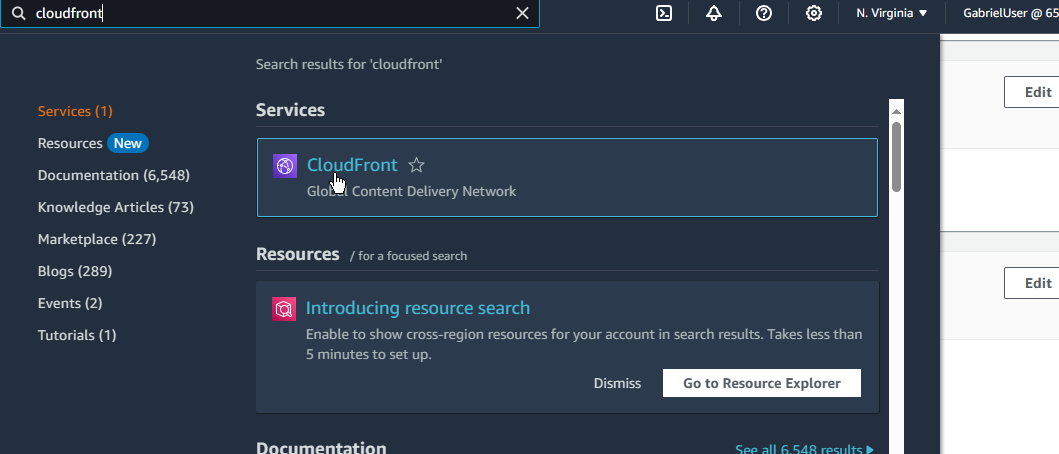 cloudfront
N. Virginia
GabrielUser @ 65
Search results for 'cloudfront'
Services (1)
Resources New
Documentation (6,548)
Knowledge Articles (73)
Marketplace (227)
Blogs (289)
Events (2)
Tutorials (1)
Services
CloudFront
Global Content Delivery Network
Resources / for a focused search
Introducing resource search
Enable to show cross-region resources for your account in search results. Takes less than
5 minutes to set up.
Dismiss Go to Resource Explorer
Documentation See all 6,548 results
Edit
Edit